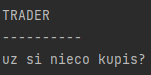 TRADER
----------
uz si nieco kupis?